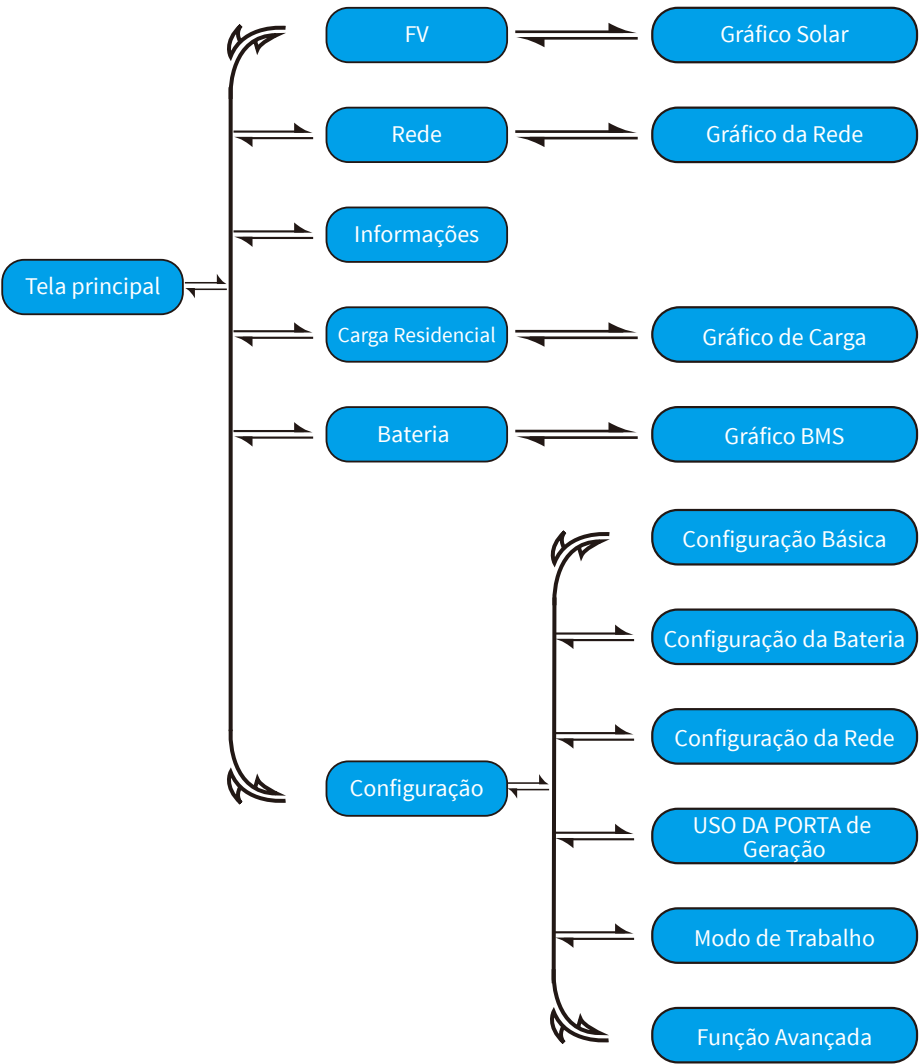 FV
Gráfico Solar
Rede
Gráfico da Rede
Informações
Tela principal
Carga Residencial
Gráfico de Carga
Bateria
Gráfico BMS
Configuração Básica
Configuração da Bateria
Configuração da Rede
Configuração
USO DA PORTA de
Geração
Modo de Trabalho
Função Avançada